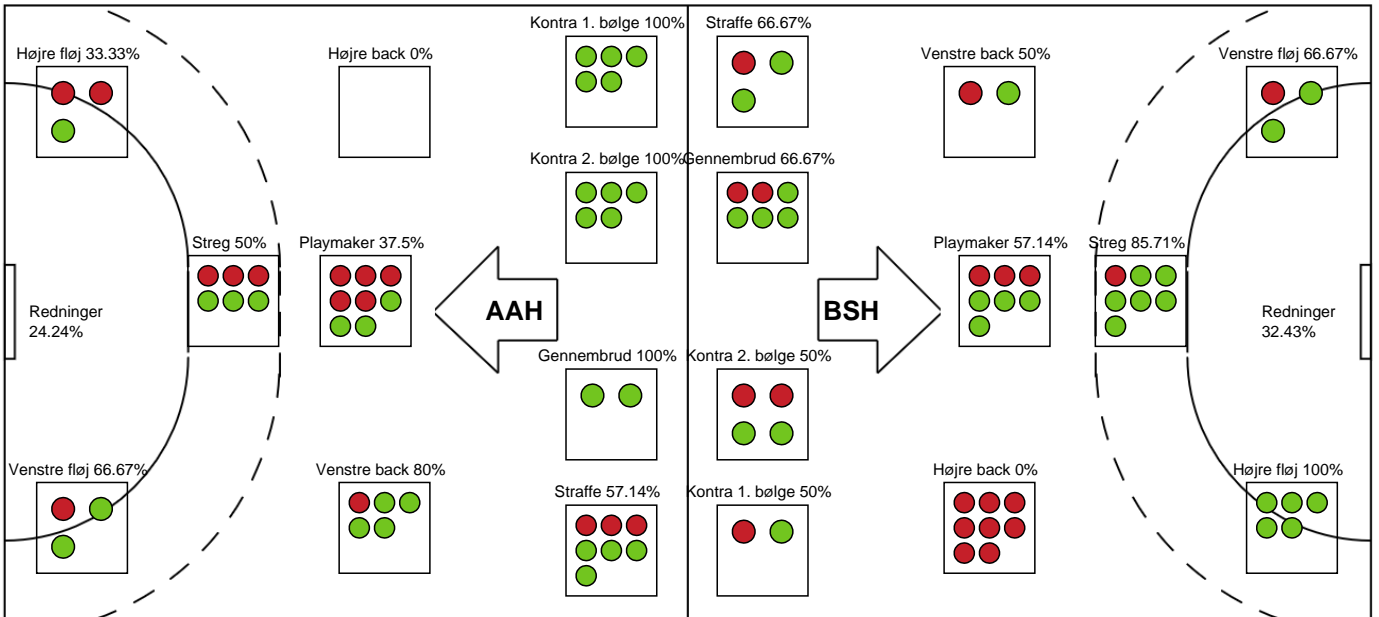 Kontra 1. bølge 100%
Straffe 66.67%
Højre fløj 33.33%
Højre back 0%
Venstre back 50%
Venstre fløj 66.67%
Kontra 2. bølge 100%
Gennembrud 66.67%
Streg 50%
Playmaker 37.5%
Playmaker 57.14%
Streg 85.71%
Redninger
24.24%
AAH
BSH
Redninger
32.43%
Gennembrud 100%
Kontra 2. bølge 50%
Venstre fløj 66.67%
Venstre back 80%
Højre back 0%
Højre fløj 100%
Straffe 57.14%
Kontra 1. bølge 50%